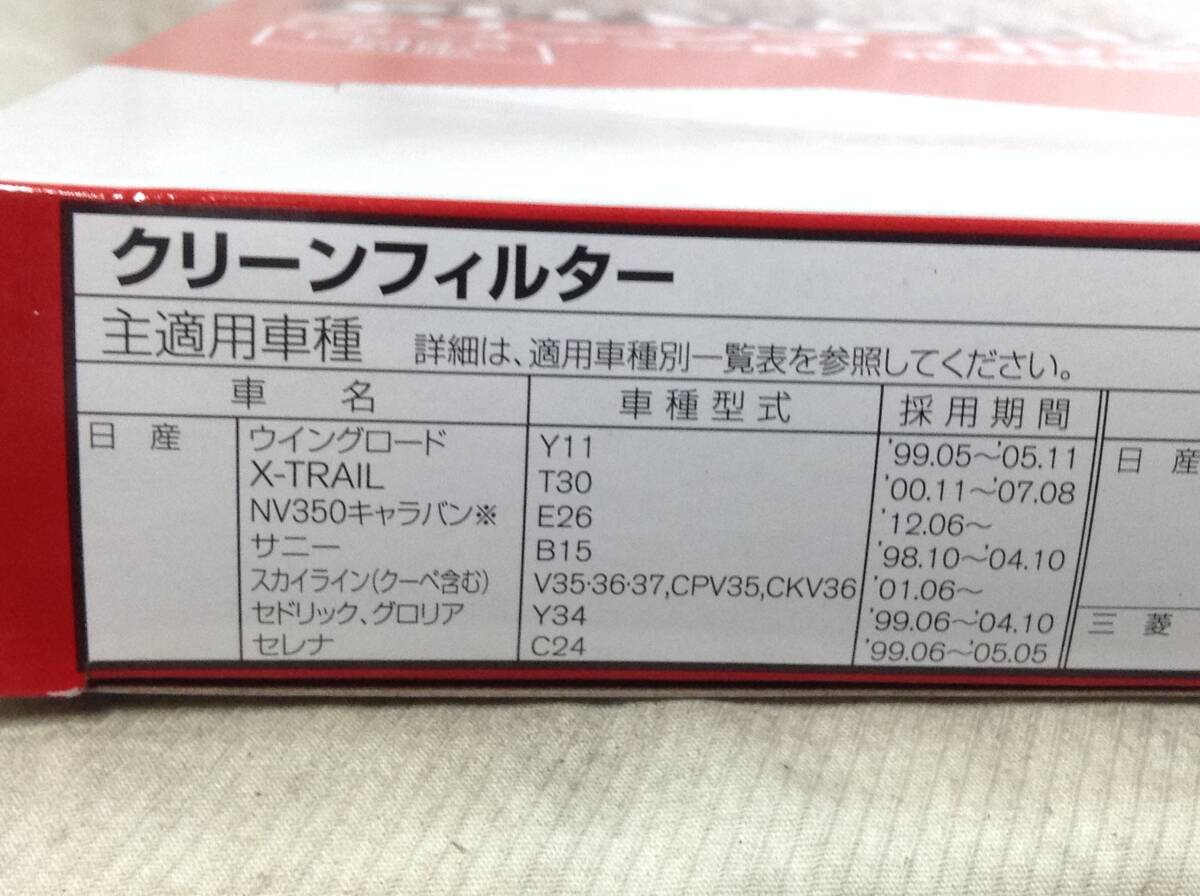 クリーンフィルター
主適用車種 詳細は、適用車種別一覧表を参照してください。
車名 車種型式 採用期間
日産 ウイングロード Y11 '99.05~'05.11 日産
X-TRAIL T30 '00.11~'07.08
NV350キャラバン※ E26 '12.06~
サニー B15 '98.10~'04.10
スカイライン(クーペ含む) V35·36·37,CPV35,CKV36 '01.06~
セドリック、グロリア Y34 '99.06~'04.10 三菱
セレナ C24 '99.06~'05.05